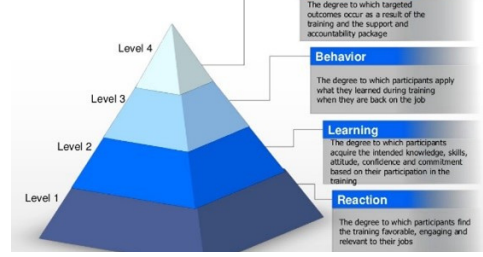 The degree to which targeted
outcomes occur as a result of the
training and the support and
accountability package
Level 4
Behavior
The degree to which participants apply
what they learned during training
when they are back on the job
Level 3
Learning
The degree to which participants
acquire the intended knowledge, skills,
attitude, confidence and commitment
based on their participation in the
training
Level 2
Reaction
The degree to which participants find
the training favorable, engaging and
relevant to their jobs
Level 1